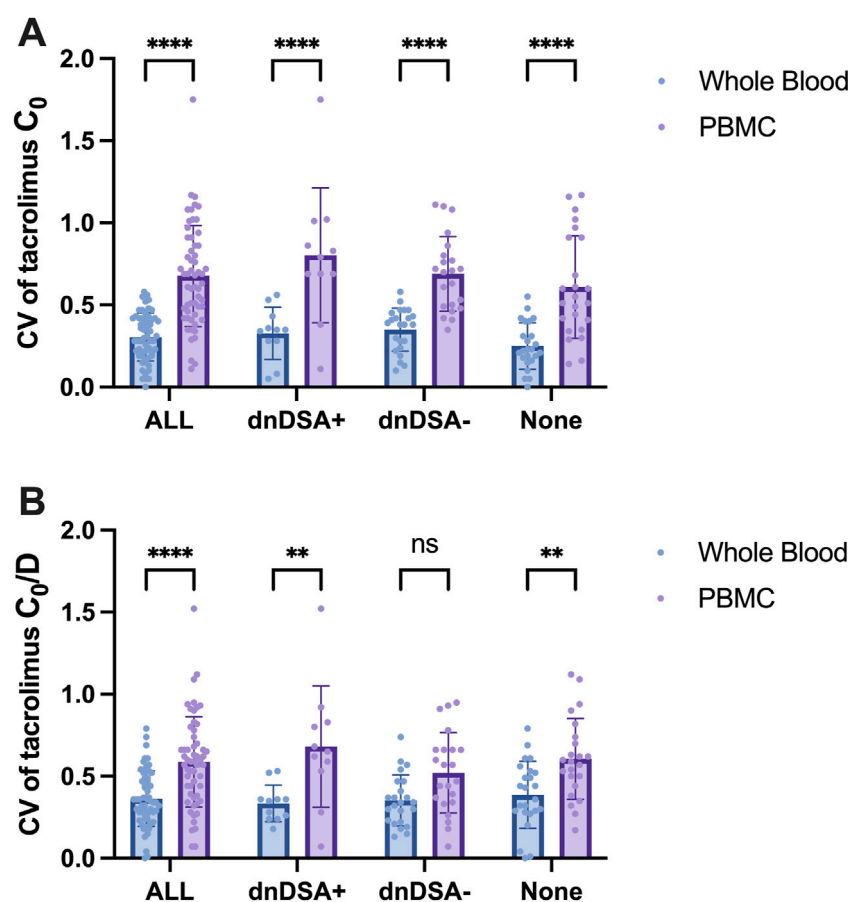 A
**** **** **** ****
2.0
1.5
1.0
0.5
0.0
CV of tacrolimus C0
ALL dnDSA+ dnDSA- None
Whole Blood
PBMC
B
**** ** ns **
2.0
1.5
1.0
0.5
0.0
CV of tacrolimus C0/D
ALL dnDSA+ dnDSA- None
Whole Blood
PBMC